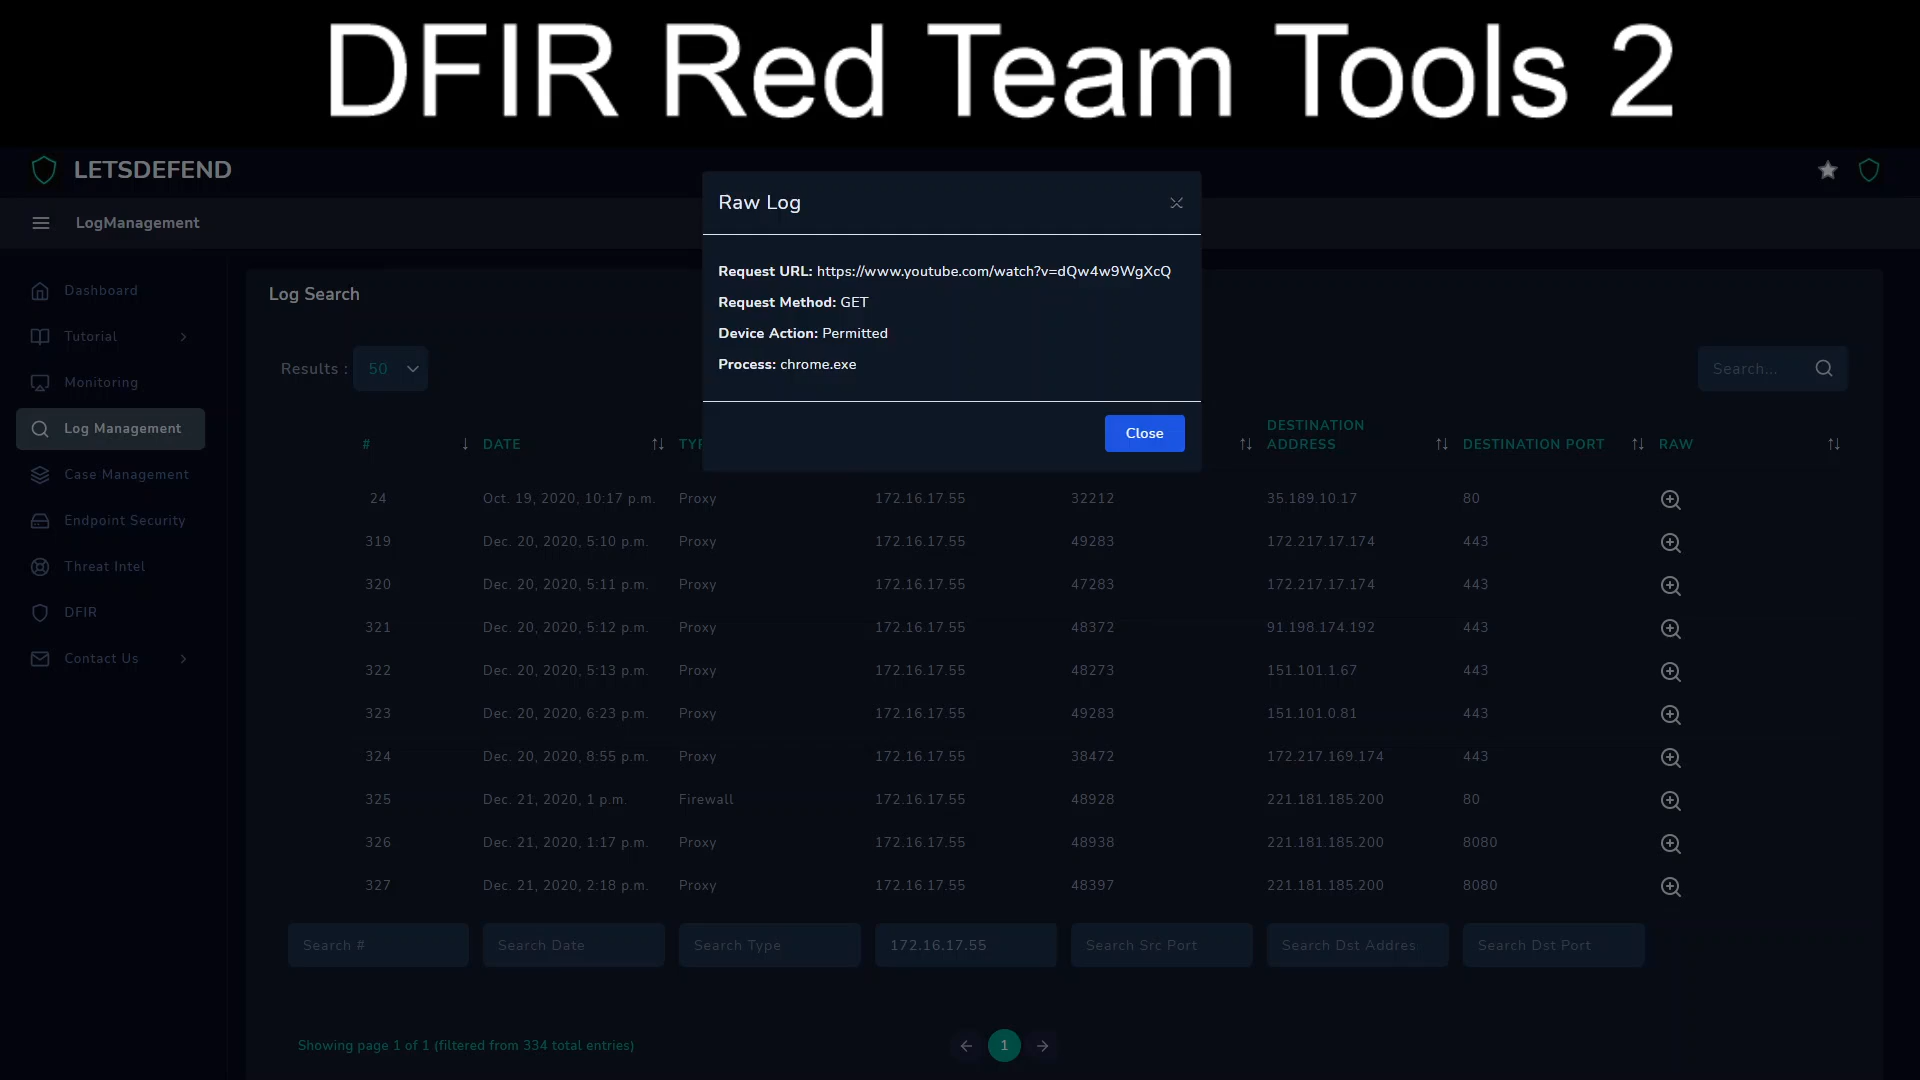 DFIR Red Team Tools 2
LETSDEFEND
LogManagement
Dashboard
Tutorial
Monitoring
Log Management
Case Management
Endpoint Security
Threat Intel
DFIR
Contact Us
Log Search
Results : 50
Search...
Raw Log
Request URL: https://www.youtube.com/watch?v=dQw4w9WgXcQ
Request Method: GET
Device Action: Permitted
Process: chrome.exe
Close
# DATE TYP DESTINATION ADDRESS DESTINATION PORT RAW
24 Oct. 19, 2020, 10:17 p.m. Proxy 172.16.17.55 32212 35.189.10.17 80
319 Dec. 20, 2020, 5:10 p.m. Proxy 172.16.17.55 49283 172.217.17.174 443
320 Dec. 20, 2020, 5:11 p.m. Proxy 172.16.17.55 47283 172.217.17.174 443
321 Dec. 20, 2020, 5:12 p.m. Proxy 172.16.17.55 48372 91.198.174.192 443
322 Dec. 20, 2020, 5:13 p.m. Proxy 172.16.17.55 48273 151.101.1.67 443
323 Dec. 20, 2020, 6:23 p.m. Proxy 172.16.17.55 49283 151.101.0.81 443
324 Dec. 20, 2020, 8:55 p.m. Proxy 172.16.17.55 38472 172.217.169.174 443
325 Dec. 21, 2020, 1 p.m. Firewall 172.16.17.55 48928 221.181.185.200 80
326 Dec. 21, 2020, 1:17 p.m. Proxy 172.16.17.55 48938 221.181.185.200 8080
327 Dec. 21, 2020, 2:18 p.m. Proxy 172.16.17.55 48397 221.181.185.200 8080
Search # Search Date Search Type 172.16.17.55 Search Src Port Search Dst Addres Search Dst Port
Showing page 1 of 1 (filtered from 334 total entries)
1